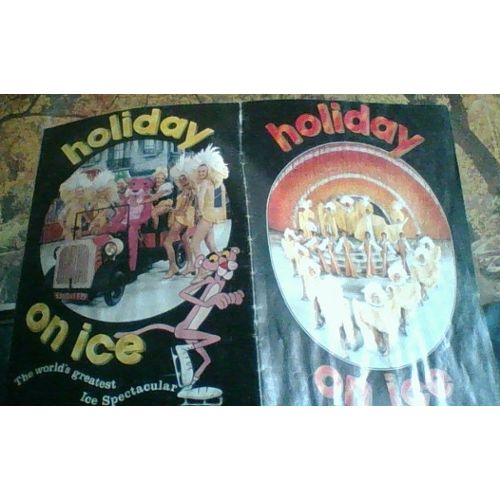 holiday
on ice
The world's greatest
Ice Spectacular
holiday
on ice